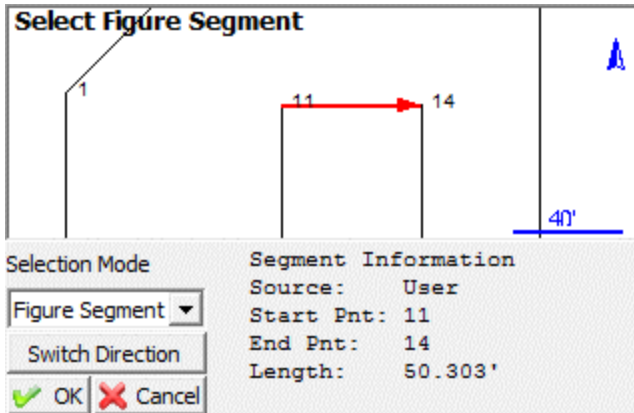 Select Figure Segment
1
11
14
40'
Selection Mode
Figure Segment
Switch Direction
OK
Cancel
Segment Information
Source: User
Start Pnt: 11
End Pnt: 14
Length: 50.303'